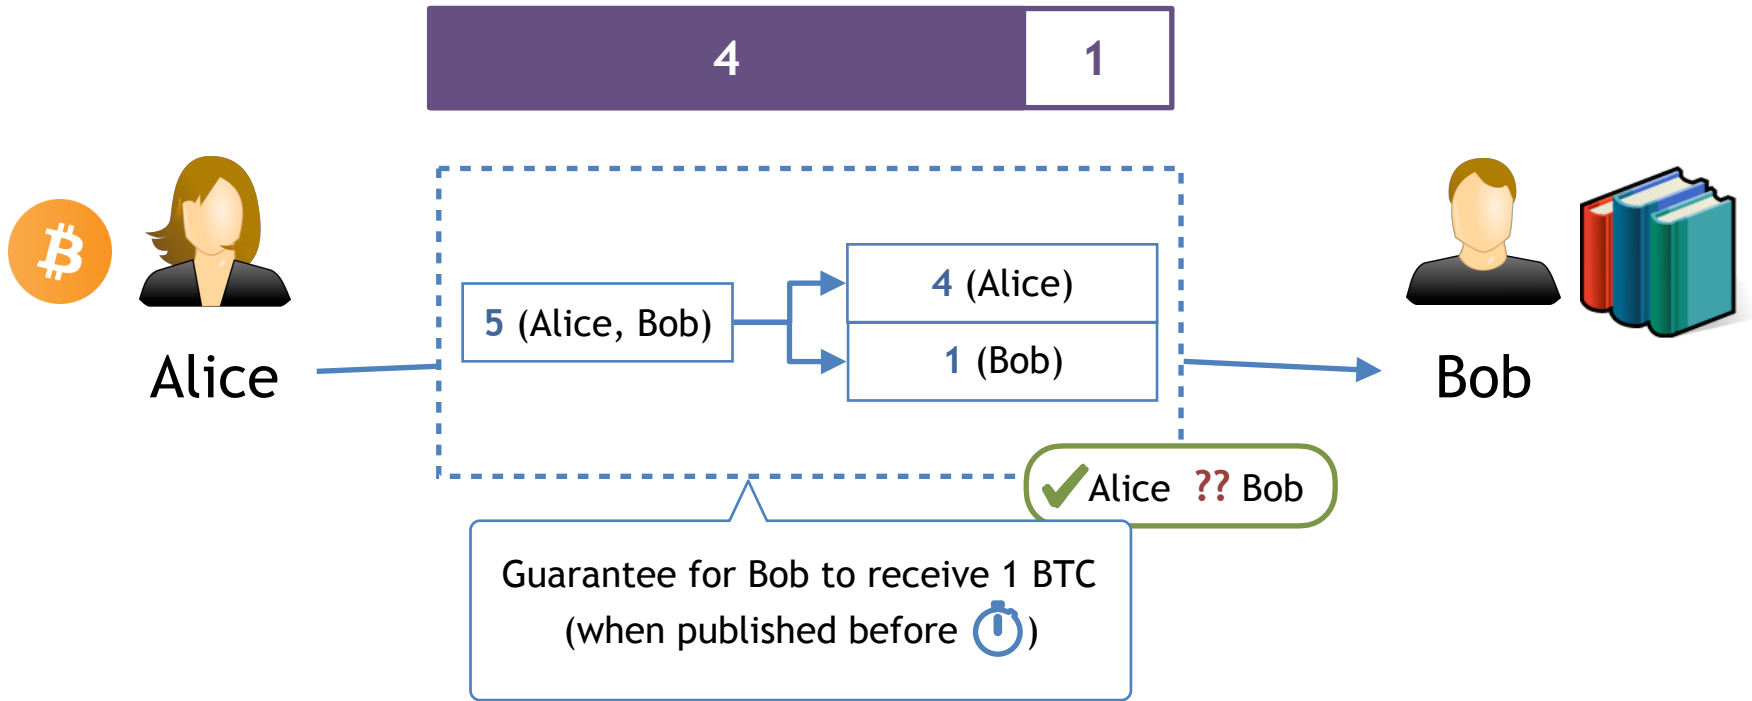 4 1
5 (Alice, Bob)
4 (Alice)
1 (Bob)
Alice
Bob
Alice ?? Bob
Guarantee for Bob to receive 1 BTC
(when published before )